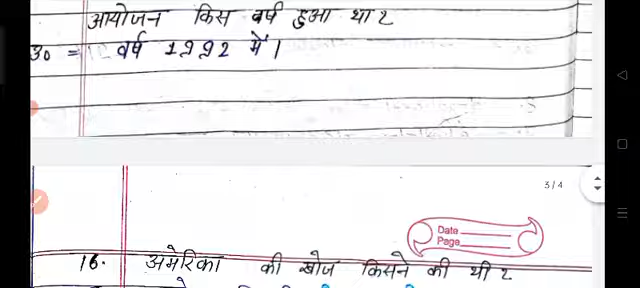 आयोजन किस वर्ष हुआ था ?
उ० = वर्ष 1992 में।
3/4
Date
Page
16. अमेरिका की खोज किसने की थी ?